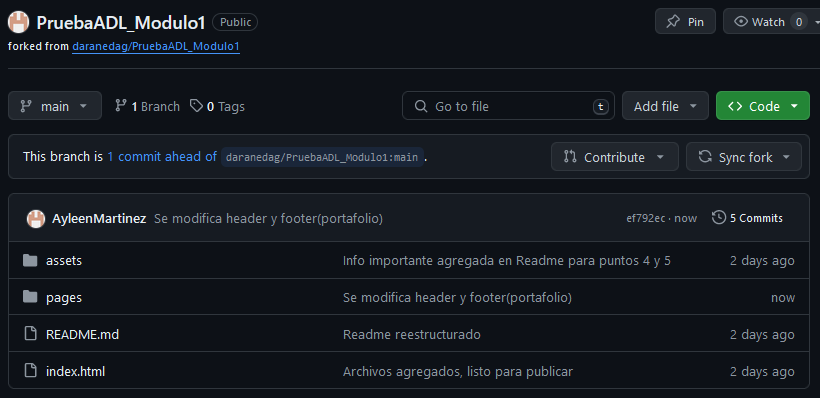 PruebaADL_Modulo1 Public Pin Watch 0
forked from daranedag/PruebaADL_Modulo1
main 1 Branch 0 Tags Go to file t Add file Code
This branch is 1 commit ahead of daranedag/PruebaADL_Modulo1:main. Contribute Sync fork
AyleenMartinez Se modifica header y footer(portafolio) ef792ec · now 5 Commits
assets Info importante agregada en Readme para puntos 4 y 5 2 days ago
pages Se modifica header y footer(portafolio) now
README.md Readme reestructurado 2 days ago
index.html Archivos agregados, listo para publicar 2 days ago